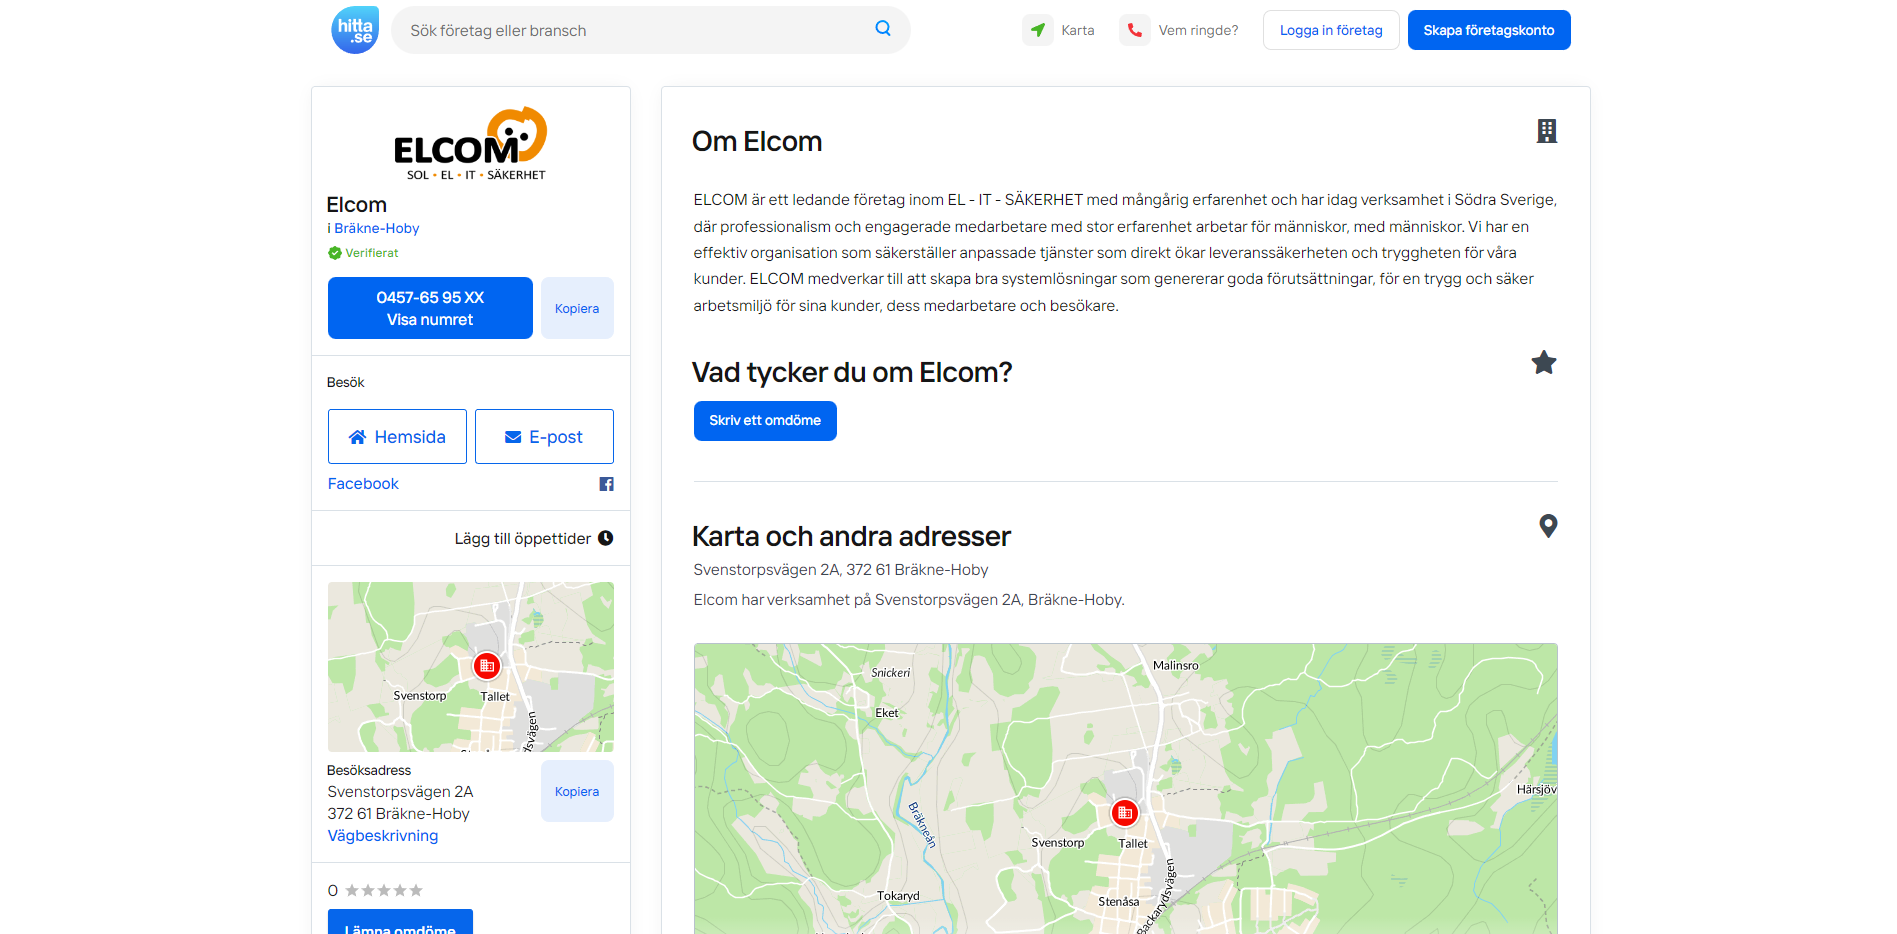 hitta
.se
Sök företag eller bransch
Karta
Vem ringde?
Logga in företag
Skapa företagskonto
ELCOM
SOL • EL • IT • SÄKERHET
Elcom
i Bräkne-Hoby
Verifierat
0457-65 95 XX
Visa numret
Kopiera
Besök
Hemsida
E-post
Facebook
Lägg till öppettider
Svenstorp
Tallet
Besöksadress
Svenstorpsvägen 2A
372 61 Bräkne-Hoby
Vägbeskrivning
Kopiera
0
Lämna omdöme
Om Elcom
ELCOM är ett ledande företag inom EL - IT - SÄKERHET med mångårig erfarenhet och har idag verksamhet i Södra Sverige,
där professionalism och engagerade medarbetare med stor erfarenhet arbetar för människor, med människor. Vi har en
effektiv organisation som säkerställer anpassade tjänster som direkt ökar leveranssäkerheten och tryggheten för våra
kunder. ELCOM medverkar till att skapa bra systemlösningar som genererar goda förutsättningar, för en trygg och säker
arbetsmiljö för sina kunder, dess medarbetare och besökare.
Vad tycker du om Elcom?
Skriv ett omdöme
Karta och andra adresser
Svenstorpsvägen 2A, 372 61 Bräkne-Hoby
Elcom har verksamhet på Svenstorpsvägen 2A, Bräkne-Hoby.
Malinsro
Snickeri
Eket
Härsjöv
Bräkneån
Svenstorp
Tallet
Tokaryd
Stenåsa
Backarydsvägen